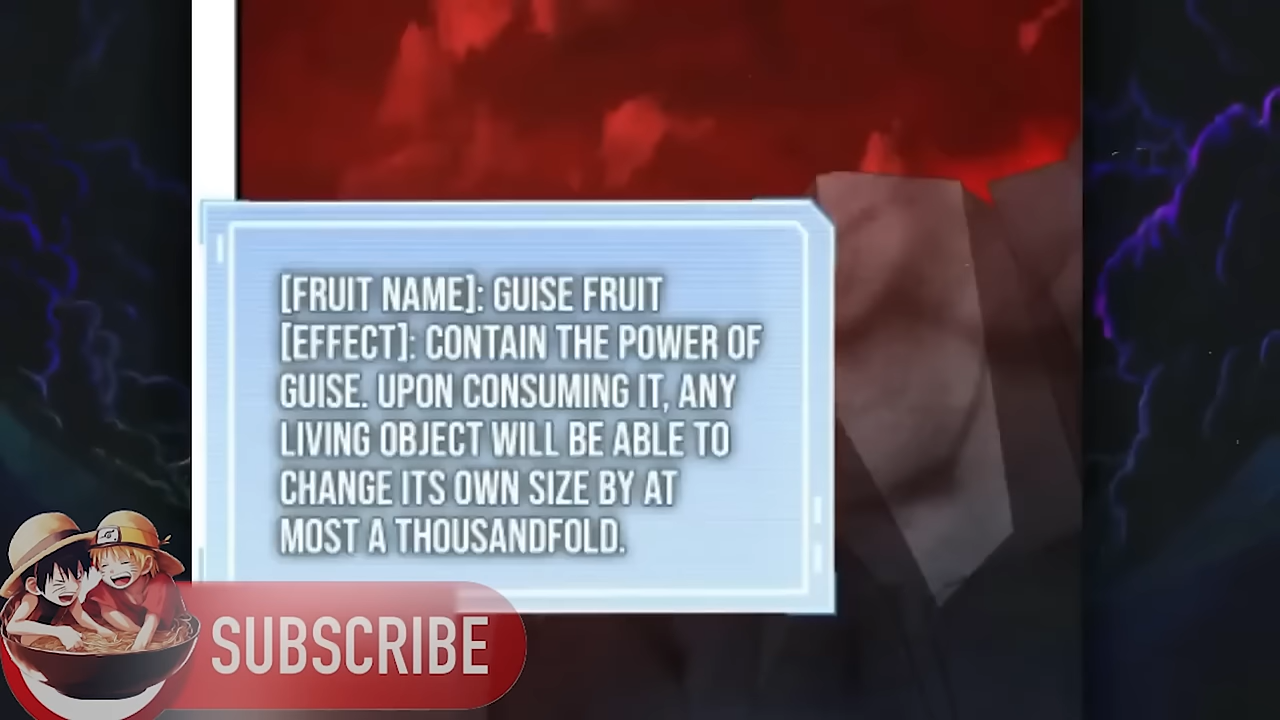 [FRUIT NAME]: GUISE FRUIT
[EFFECT]: CONTAIN THE POWER OF
GUISE. UPON CONSUMING IT, ANY
LIVING OBJECT WILL BE ABLE TO
CHANGE ITS OWN SIZE BY AT
MOST A THOUSANDFOLD.
SUBSCRIBE